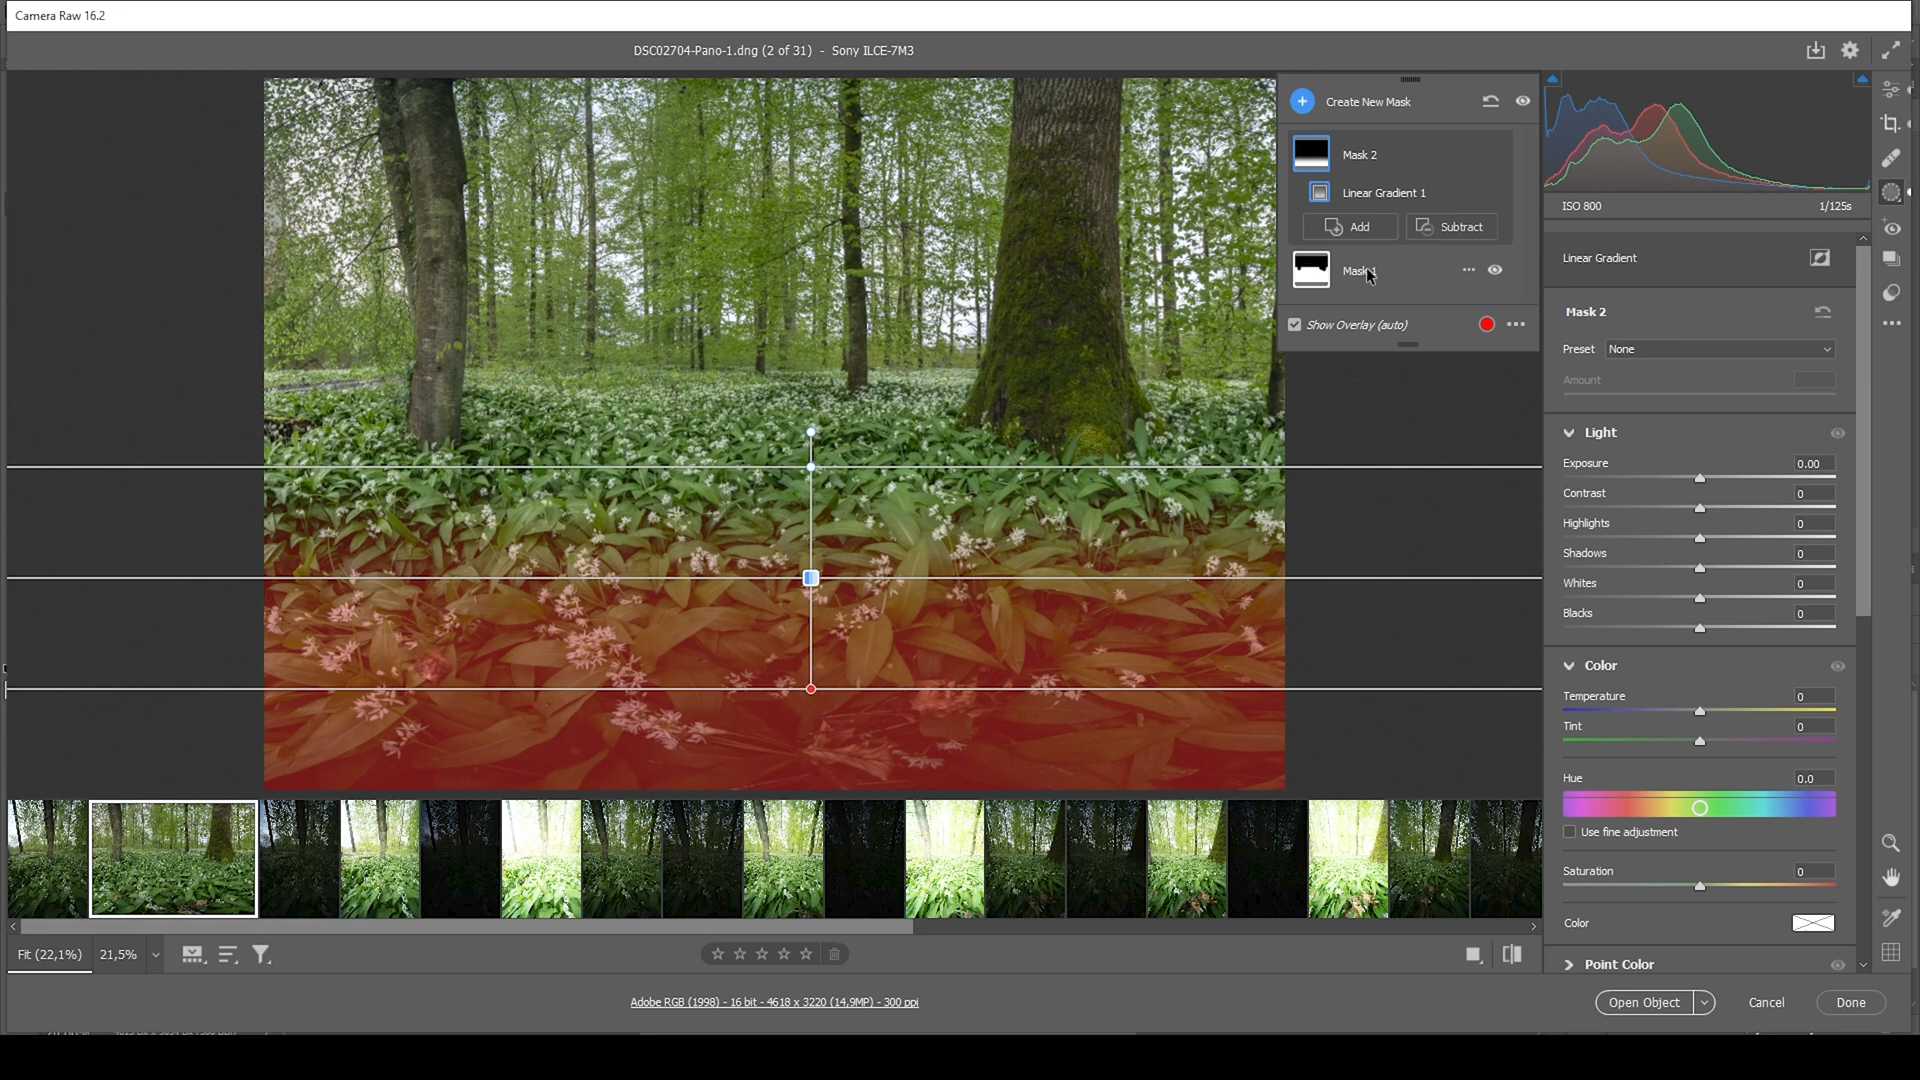 Camera Raw 16.2
DSC02704-Pano-1.dng (2 of 31) - Sony ILCE-7M3
Create New Mask
Mask 2
Linear Gradient 1
Add
Subtract
Mask 1
Show Overlay (auto)
ISO 800
1/125s
Linear Gradient
Mask 2
Preset None
Amount
Light
Exposure 0.00
Contrast 0
Highlights 0
Shadows 0
Whites 0
Blacks 0
Color
Temperature 0
Tint 0
Hue 0.0
Use fine adjustment
Saturation 0
Color
Point Color
Fit (22,1%) 21,5%
Adobe RGB (1998) - 16 bit - 4618 x 3220 (14,9MP) - 300 ppi
Open Object
Cancel
Done